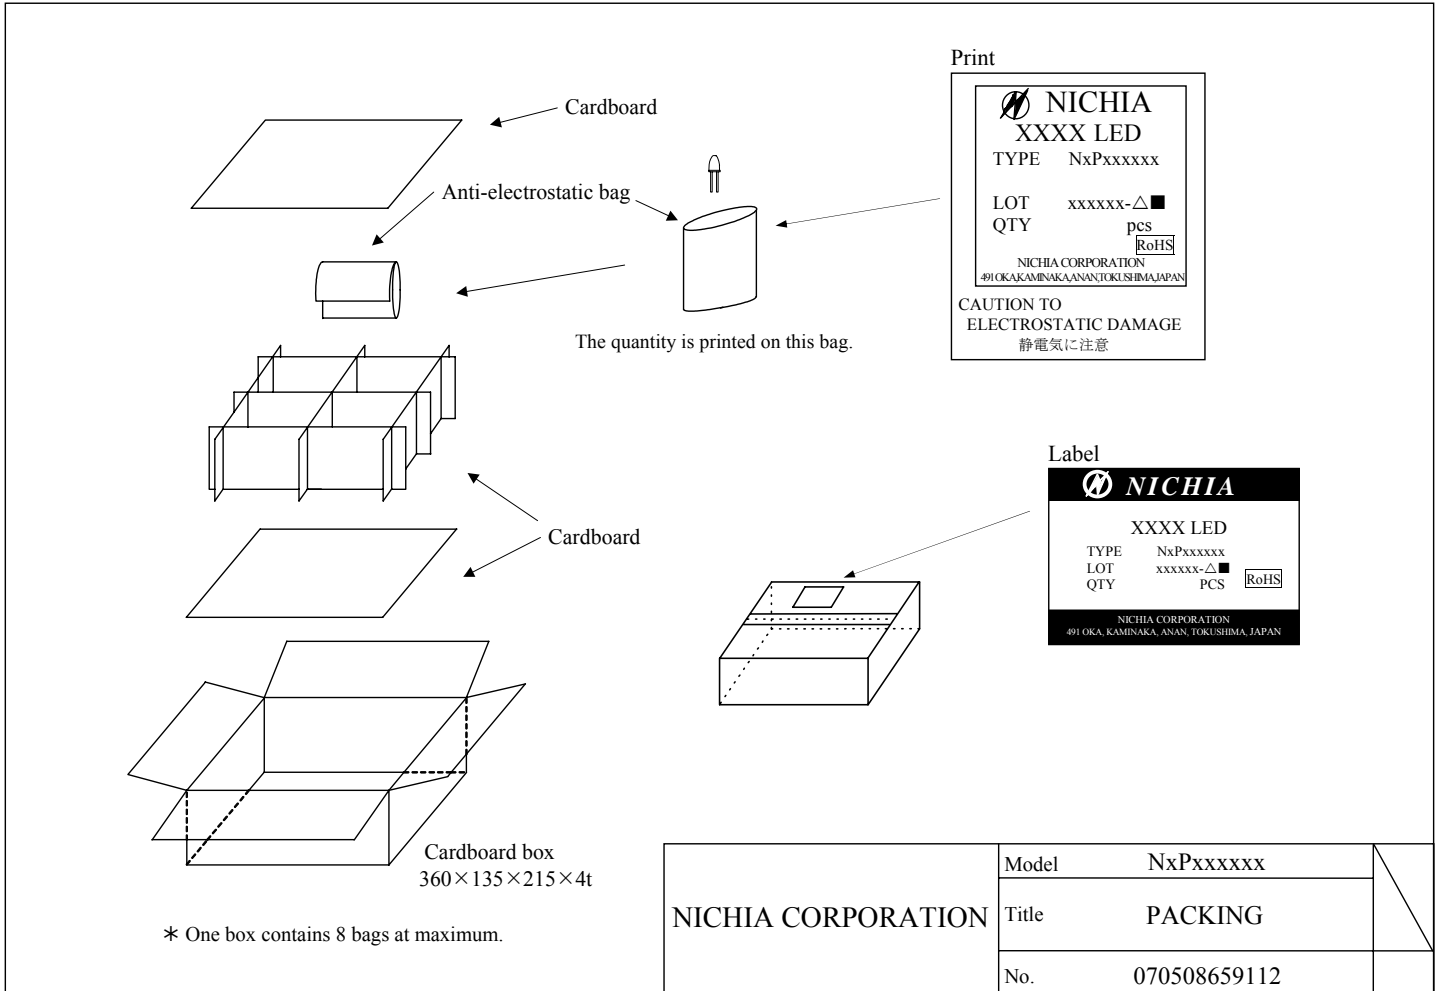 Print
NICHIA
XXXX LED
TYPE NxPxxxxxx
LOT xxxxxx-△■
QTY pcs
RoHS
NICHIA CORPORATION
491 OKA,KAMINAKA,ANAN,TOKUSHIMA,JAPAN
CAUTION TO
ELECTROSTATIC DAMAGE
静電気に注意
Cardboard
Anti-electrostatic bag
The quantity is printed on this bag.
Cardboard
Label
NICHIA
XXXX LED
TYPE NxPxxxxxx
LOT xxxxxx-△■
QTY PCS
RoHS
NICHIA CORPORATION
491 OKA, KAMINAKA, ANAN, TOKUSHIMA, JAPAN
Cardboard box
360×135×215×4t
* One box contains 8 bags at maximum.
NICHIA CORPORATION
Model NxPxxxxxx
Title PACKING
No. 070508659112